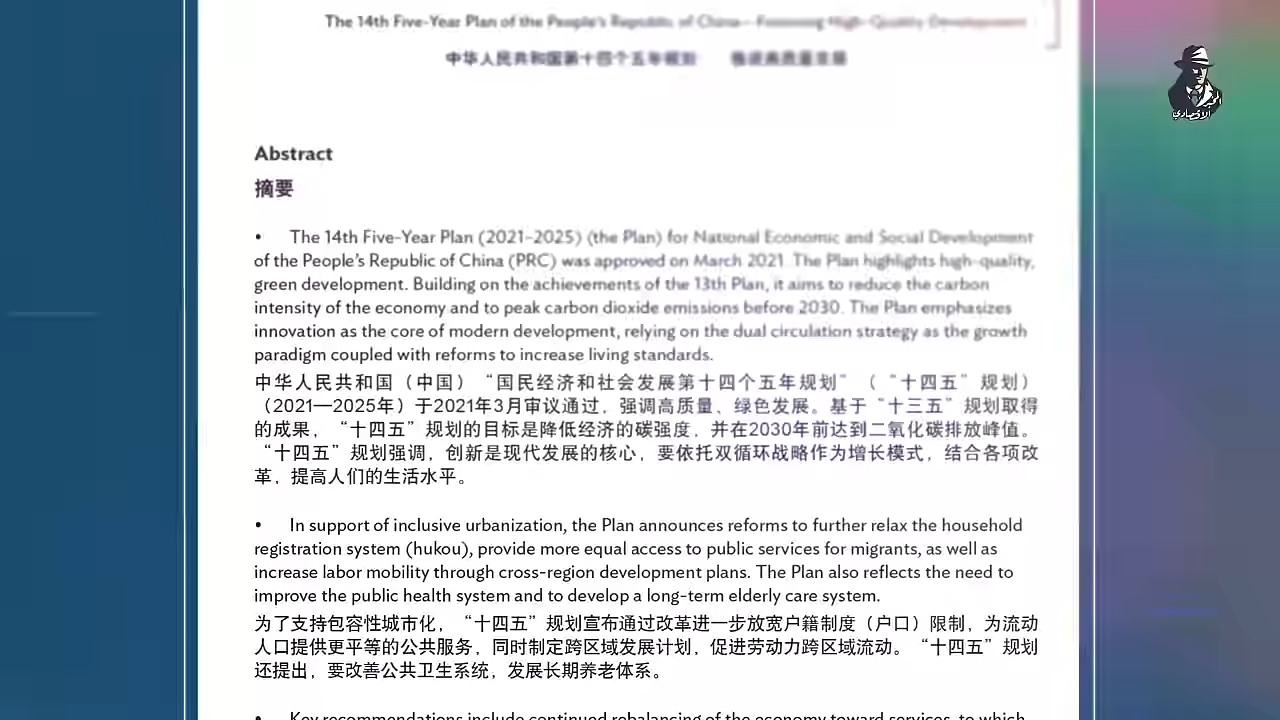 The 14th Five-Year Plan of the People's Republic of China—Fostering High-Quality Development
中华人民共和国第十四个五年规划 推进高质量发展
Abstract
摘要
• The 14th Five-Year Plan (2021–2025) (the Plan) for National Economic and Social Development
of the People's Republic of China (PRC) was approved on March 2021. The Plan highlights high-quality,
green development. Building on the achievements of the 13th Plan, it aims to reduce the carbon
intensity of the economy and to peak carbon dioxide emissions before 2030. The Plan emphasizes
innovation as the core of modern development, relying on the dual circulation strategy as the growth
paradigm coupled with reforms to increase living standards.
中华人民共和国（中国）“国民经济和社会发展第十四个五年规划”（“十四五”规划）
（2021—2025年）于2021年3月审议通过，强调高质量、绿色发展。基于“十三五”规划取得
的成果，“十四五”规划的目标是降低经济的碳强度，并在2030年前达到二氧化碳排放峰值。
“十四五”规划强调，创新是现代发展的核心，要依托双循环战略作为增长模式，结合各项改
革，提高人们的生活水平。
• In support of inclusive urbanization, the Plan announces reforms to further relax the household
registration system (hukou), provide more equal access to public services for migrants, as well as
increase labor mobility through cross-region development plans. The Plan also reflects the need to
improve the public health system and to develop a long-term elderly care system.
为了支持包容性城市化，“十四五”规划宣布通过改革进一步放宽户籍制度（户口）限制，为流动
人口提供更平等的公共服务，同时制定跨区域发展计划，促进劳动力跨区域流动。“十四五”规划
还提出，要改善公共卫生系统，发展长期养老体系。
• Key recommendations include continued rebalancing of the economy toward services, to which
المخبر
الاقتصادي